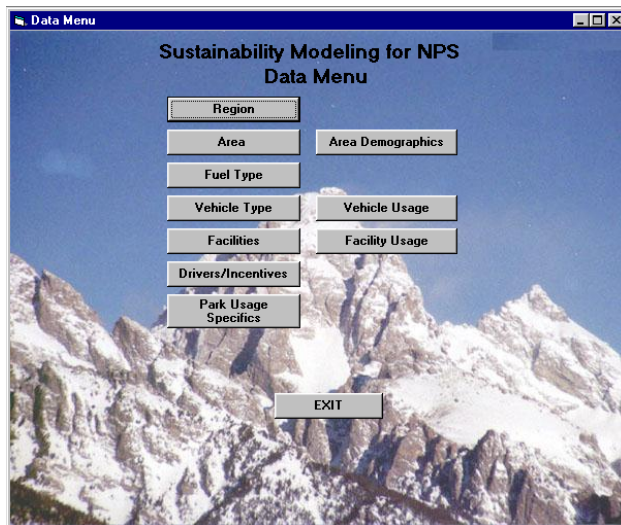 Data Menu
Sustainability Modeling for NPS
Data Menu
Region
Area
Area Demographics
Fuel Type
Vehicle Type
Vehicle Usage
Facilities
Facility Usage
Drivers/Incentives
Park Usage
Specifics
EXIT